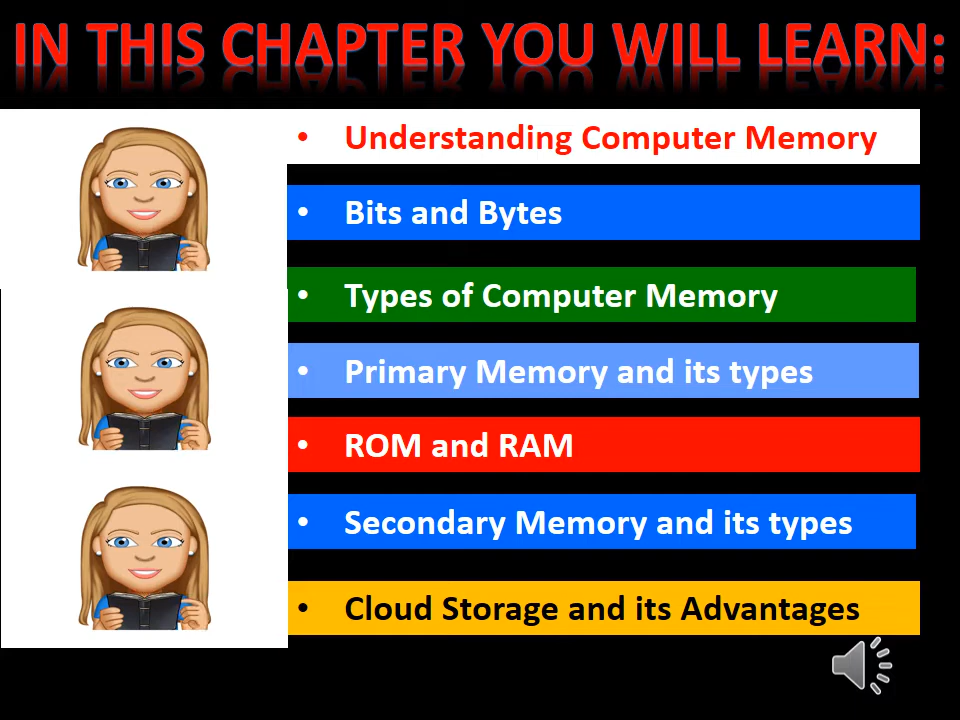 IN THIS CHAPTER YOU WILL LEARN:
• Understanding Computer Memory
• Bits and Bytes
• Types of Computer Memory
• Primary Memory and its types
• ROM and RAM
• Secondary Memory and its types
• Cloud Storage and its Advantages